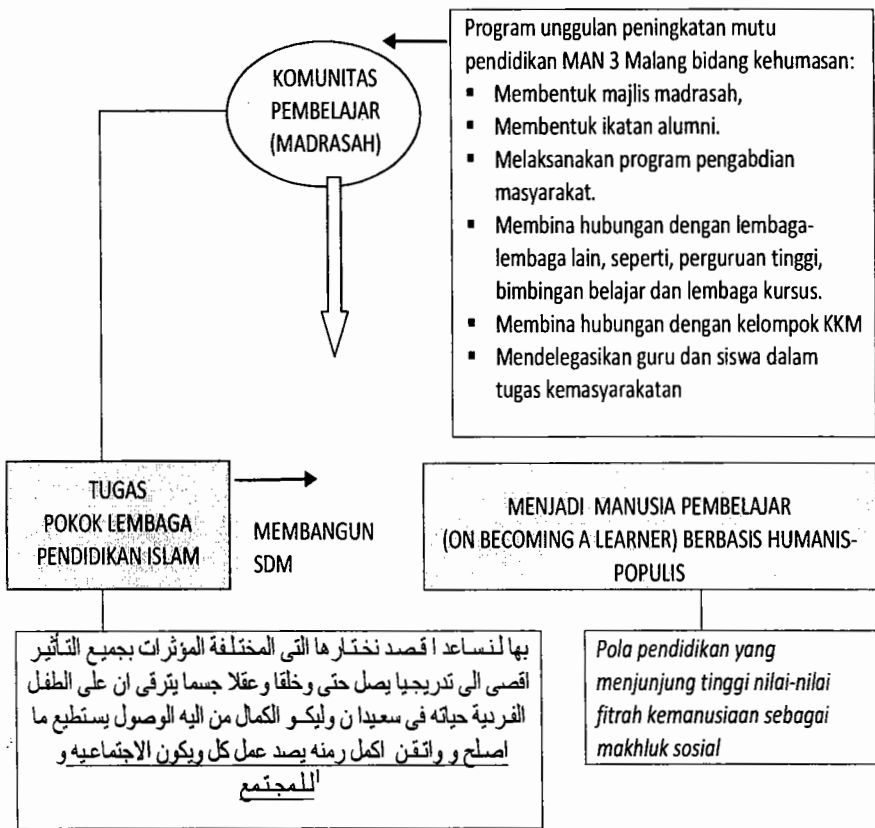 KOMUNITAS
PEMBELAJAR
(MADRASAH)
Program unggulan peningkatan mutu
pendidikan MAN 3 Malang bidang kehumasan:
▪ Membentuk majlis madrasah,
▪ Membentuk ikatan alumni.
▪ Melaksanakan program pengabdian
masyarakat.
▪ Membina hubungan dengan lembaga-
lembaga lain, seperti, perguruan tinggi,
bimbingan belajar dan lembaga kursus.
▪ Membina hubungan dengan kelompok KKM
▪ Mendelegasikan guru dan siswa dalam
tugas kemasyarakatan
TUGAS
POKOK LEMBAGA
PENDIDIKAN ISLAM
MEMBANGUN
SDM
MENJADI MANUSIA PEMBELAJAR
(ON BECOMING A LEARNER) BERBASIS HUMANIS-
POPULIS
بها لنساعد ا قصد نختارها التى المختلفة المؤثرات بجميع التأثير
اقصى الى تدريجيا يصل حتى وخلقا وعقلا جسما يترقى ان على الطفل
الفردية حياته فى سعيدا ن وليكو الكمال من اليه الوصول يستطيع ما
اصلح و واتقن اكمل رمنه يصد عمل كل ويكون الاجتماعيه و
للمجتمع
Pola pendidikan yang
menjunjung tinggi nilai-nilai
fitrah kemanusiaan sebagai
makhluk sosial